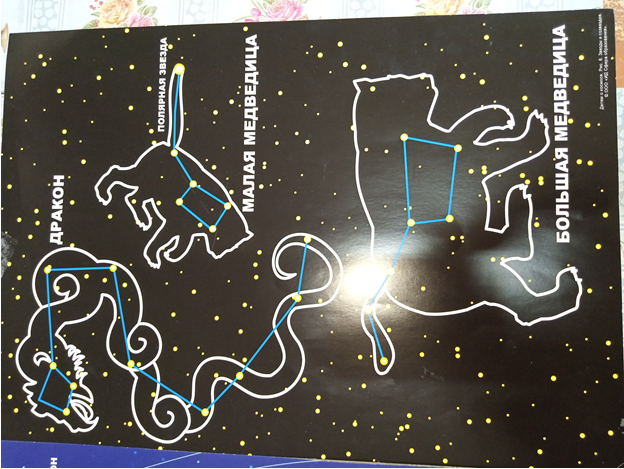 ДРАКОН
ПОЛЯРНАЯ ЗВЕЗДА
МАЛАЯ МЕДВЕДИЦА
БОЛЬШАЯ МЕДВЕДИЦА